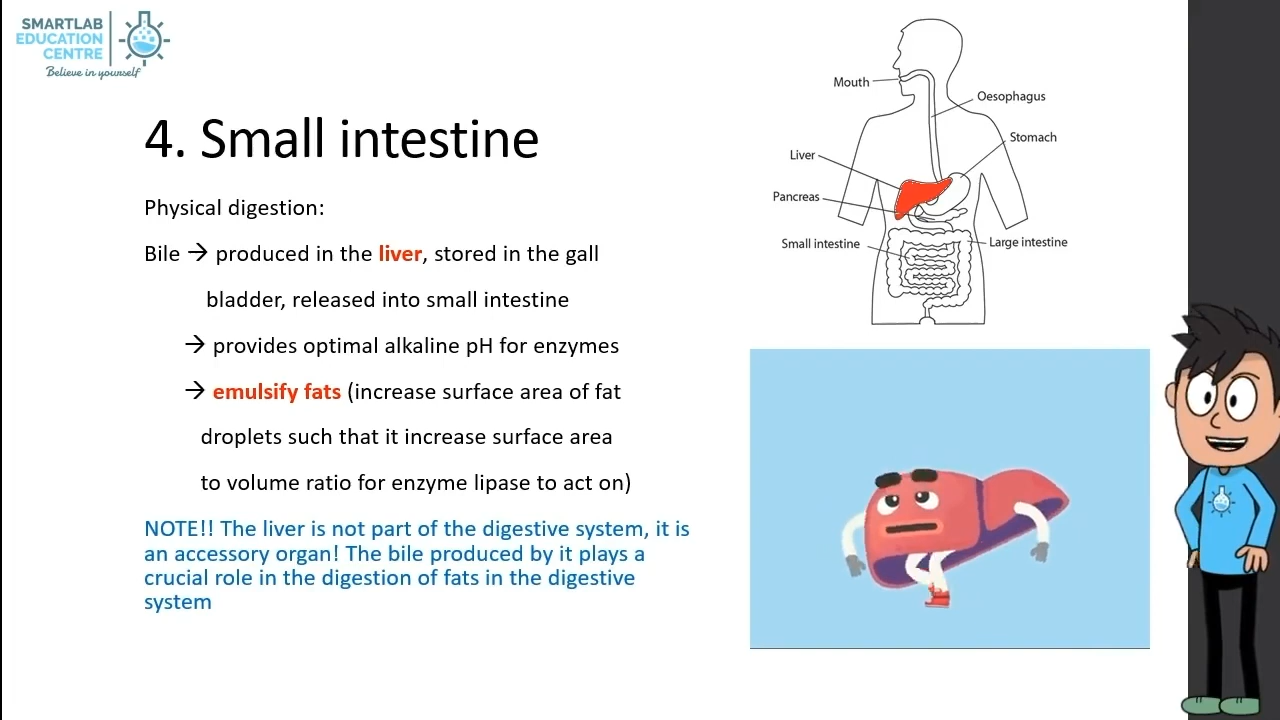 SMARTLAB
EDUCATION
CENTRE
Believe in yourself
4. Small intestine
Physical digestion:
Bile → produced in the liver, stored in the gall
bladder, released into small intestine
→ provides optimal alkaline pH for enzymes
→ emulsify fats (increase surface area of fat
droplets such that it increase surface area
to volume ratio for enzyme lipase to act on)
NOTE!! The liver is not part of the digestive system, it is
an accessory organ! The bile produced by it plays a
crucial role in the digestion of fats in the digestive
system
Mouth
Oesophagus
Stomach
Liver
Pancreas
Small intestine
Large intestine